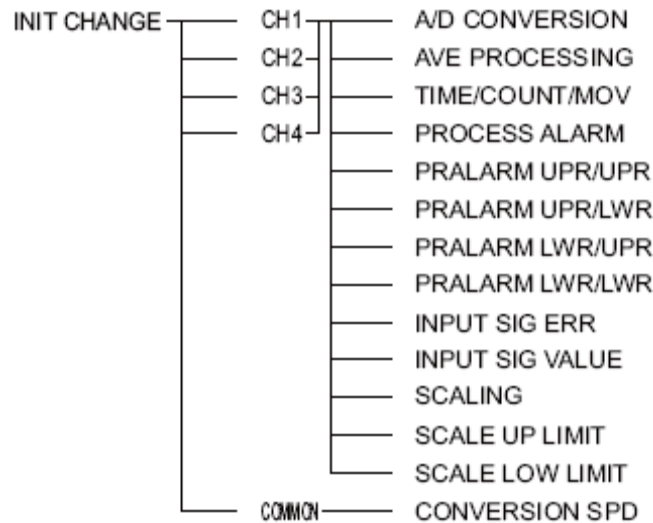 INIT CHANGE CH1 A/D CONVERSION
CH2 AVE PROCESSING
CH3 TIME/COUNT/MOV
CH4 PROCESS ALARM
PRALARM UPR/UPR
PRALARM UPR/LWR
PRALARM LWR/UPR
PRALARM LWR/LWR
INPUT SIG ERR
INPUT SIG VALUE
SCALING
SCALE UP LIMIT
SCALE LOW LIMIT
COMMON CONVERSION SPD